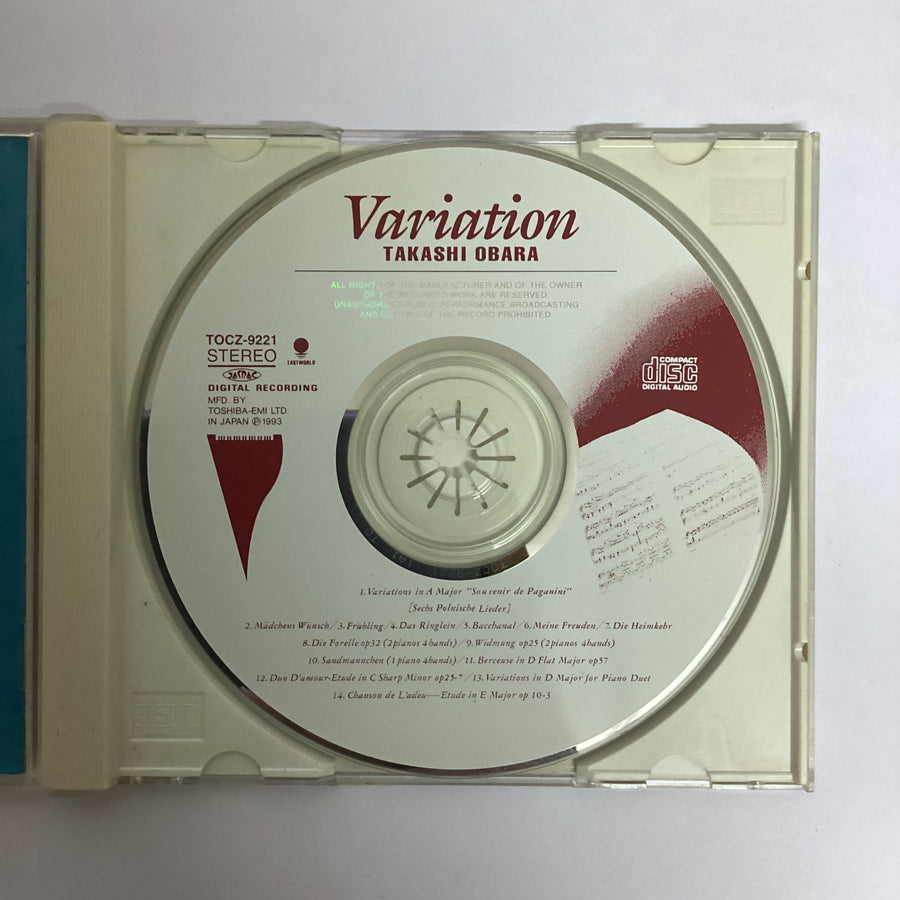 Variation
TAKASHI OBARA
ALL RIGHTS OF THE MANUFACTURER AND OF THE OWNER
OF THE RECORDED WORK ARE RESERVED
UNAUTHORIZED PUBLIC PERFORMANCE, BROADCASTING
AND COPYING OF THE RECORD PROHIBITED
TOCZ-9221
STEREO
EASTWORLD
JASRAC
DIGITAL RECORDING
MFD. BY
TOSHIBA-EMI LTD.
IN JAPAN Ⓟ 1993
COMPACT
disc
DIGITAL AUDIO
1. Variations in A Major "Souvenir de Paganini"
[Sechs Polnische Lieder]
2. Mädchens Wünsch/3. Frühling/4. Das Ringlein/5. Bacchanal/6. Meine Freuden/7. Die Heimkehr
8. Die Forelle op32 (2pianos 4hands)/9. Widmung op25 (2pianos 4hands)
10. Sandmannchen (1piano 4hands)/11. Berceuse in D Flat Major op57
12. Duo D'amour-Etude in C Sharp Minor op25-7/13. Variations in D Major for Piano Duet
14. Chanson de L'adeu—Etude in E Major op 10-3